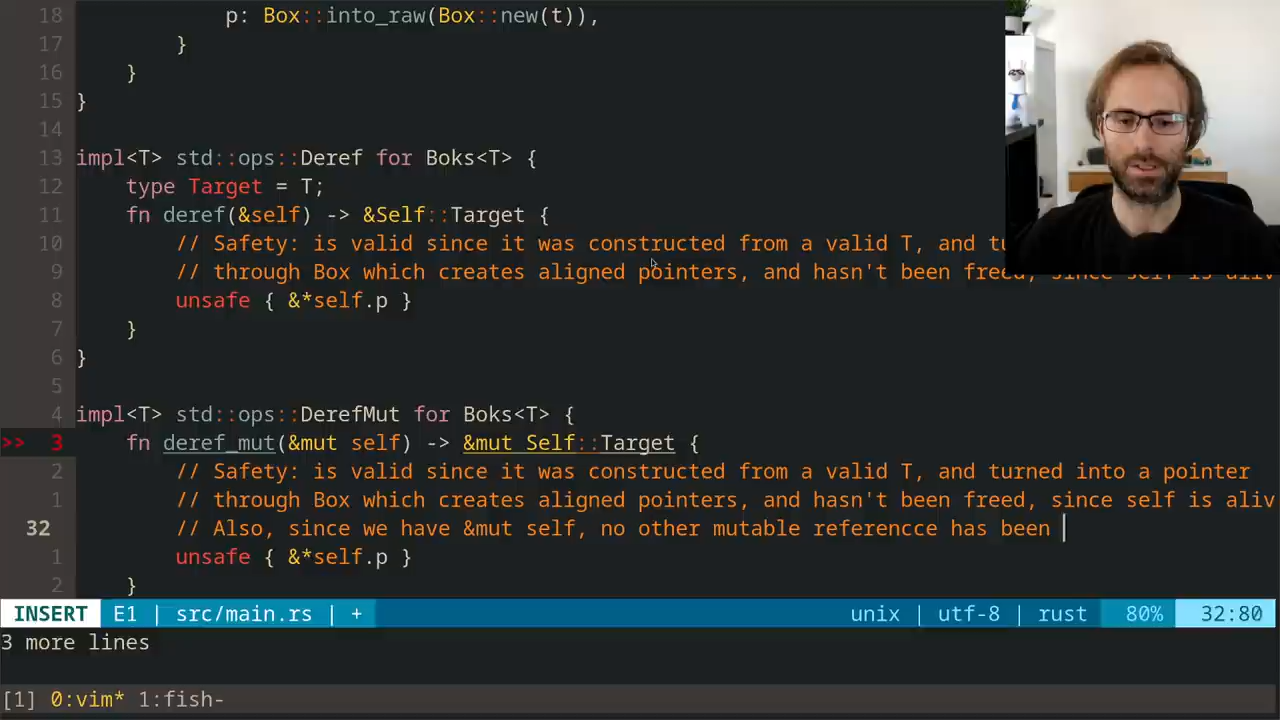 18 p: Box::into_raw(Box::new(t)),
17 }
16 }
15 }
14
13 impl<T> std::ops::Deref for Boks<T> {
12 type Target = T;
11 fn deref(&self) -> &Self::Target {
10 // Safety: is valid since it was constructed from a valid T, and
9 // through Box which creates aligned pointers, and hasn't been freed, since self is aliv
8 unsafe { &*self.p }
7 }
6 }
5
4 impl<T> std::ops::DerefMut for Boks<T> {
>> 3 fn deref_mut(&mut self) -> &mut Self::Target {
2 // Safety: is valid since it was constructed from a valid T, and turned into a pointer
1 // through Box which creates aligned pointers, and hasn't been freed, since self is aliv
32 // Also, since we have &mut self, no other mutable referencce has been
1 unsafe { &*self.p }
2 }
INSERT E1 | src/main.rs | + unix | utf-8 | rust 80% 32:80
3 more lines
[1] 0:vim* 1:fish-